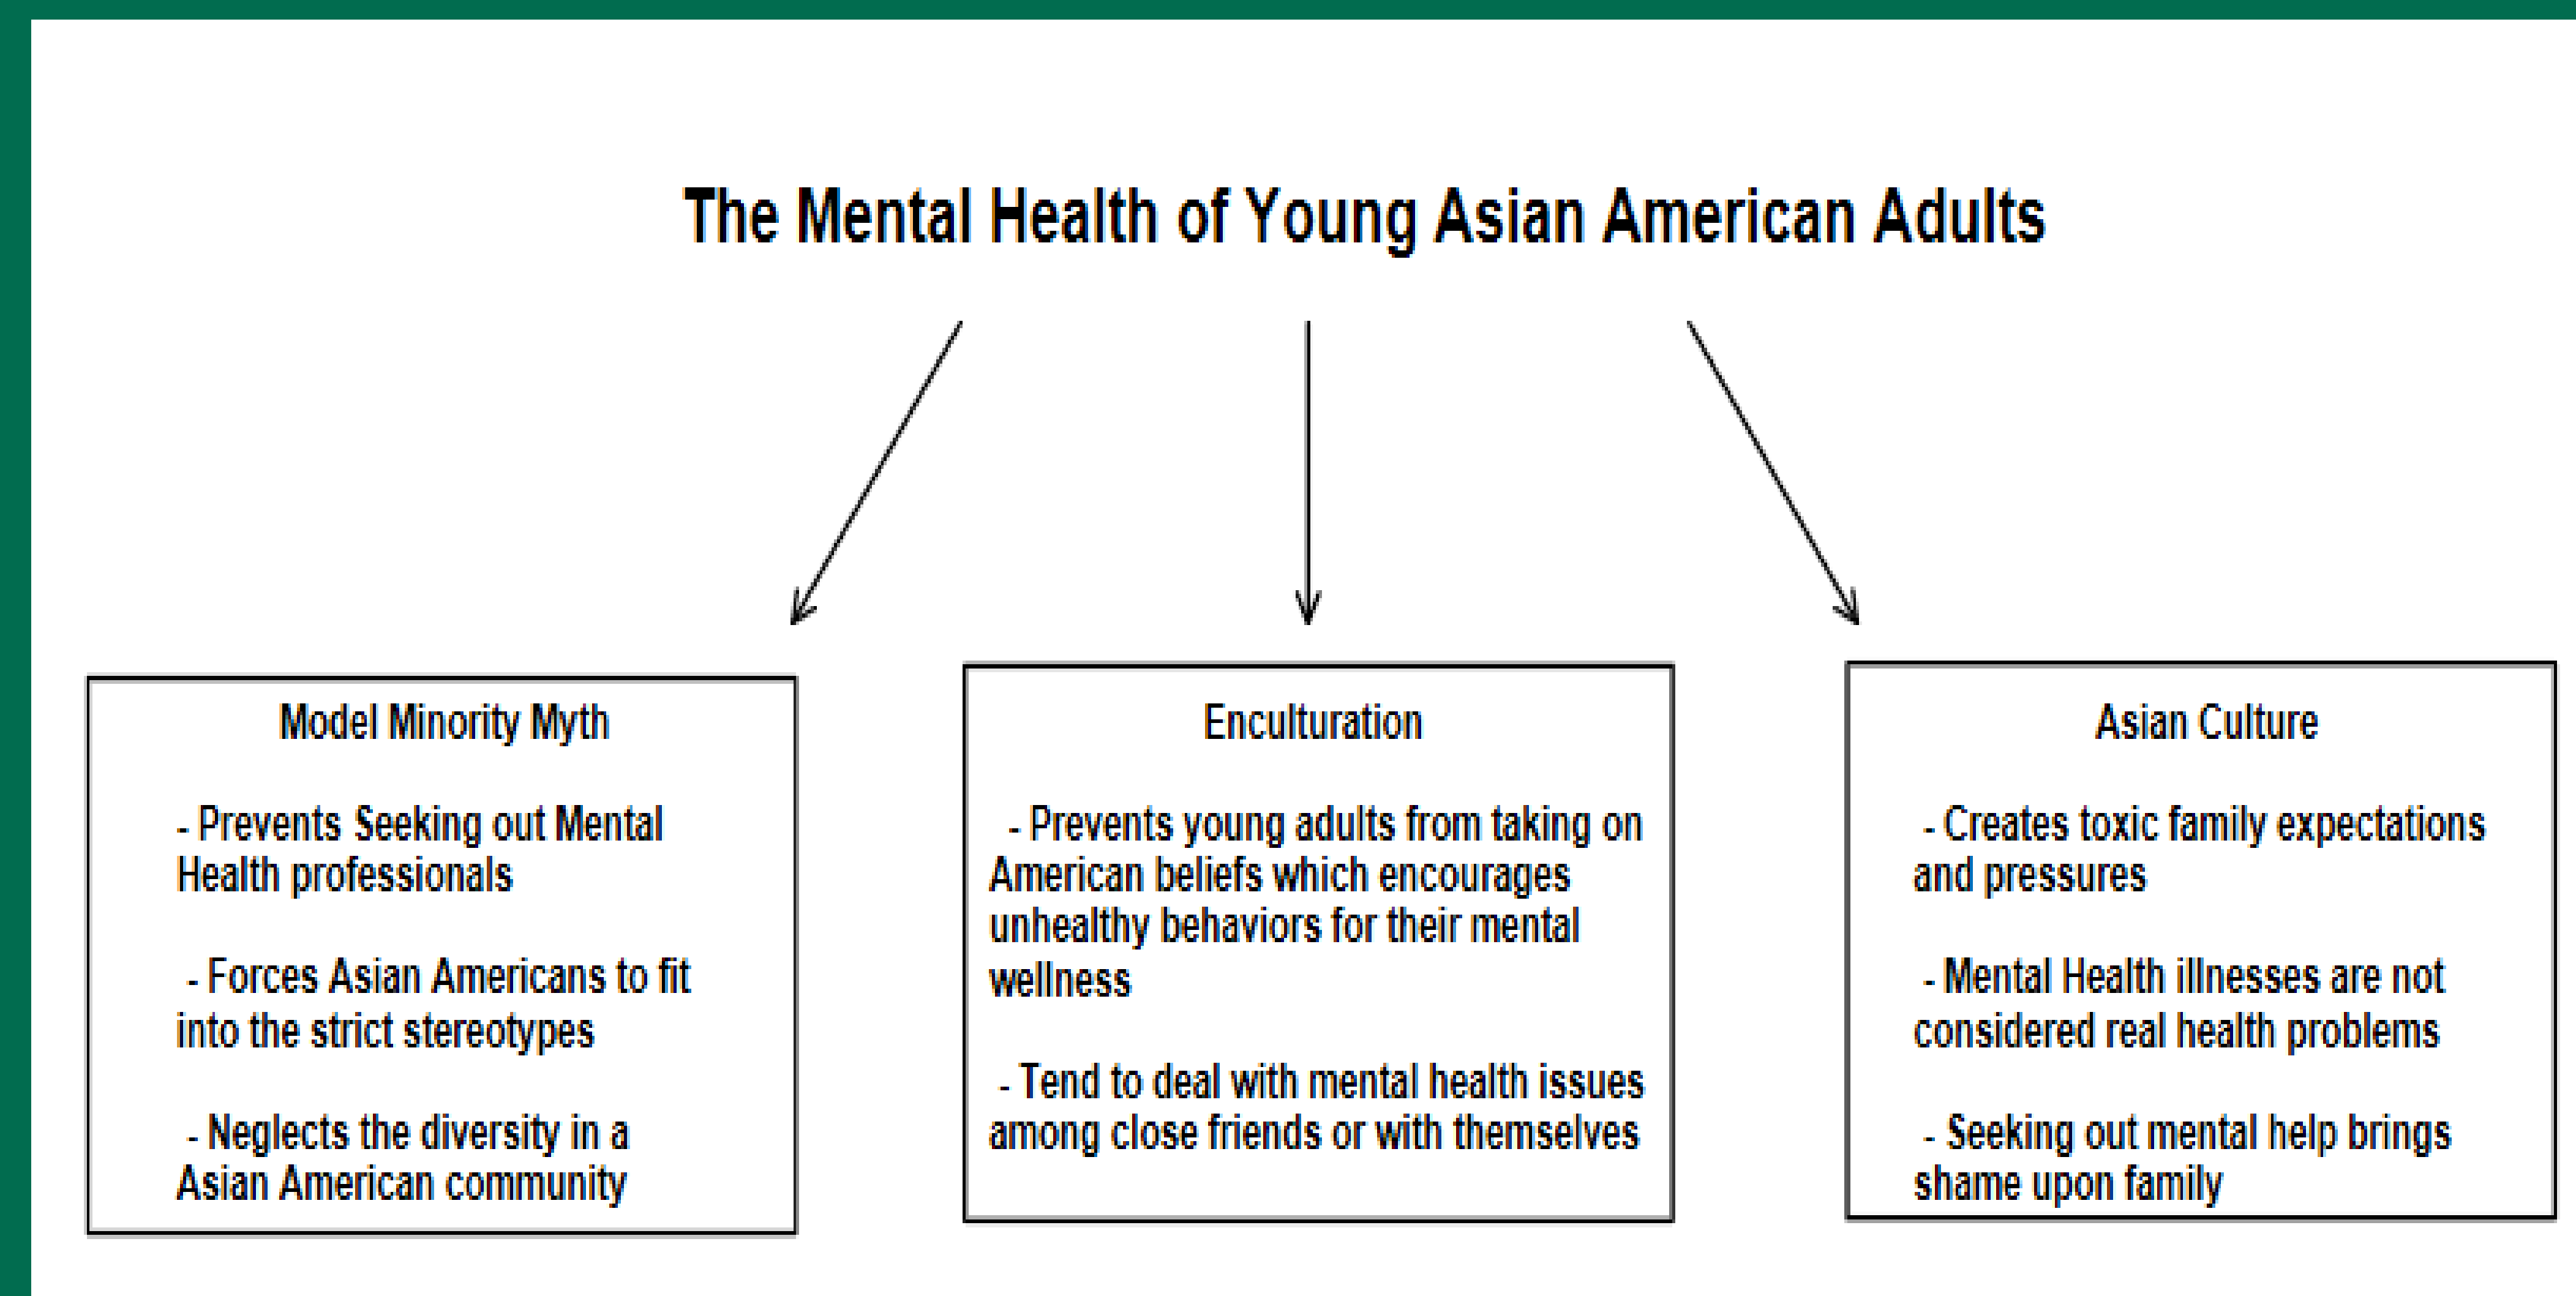 The Mental Health of Young Asian American Adults
Model Minority Myth
- Prevents Seeking out Mental
Health professionals
- Forces Asian Americans to fit
into the strict stereotypes
- Neglects the diversity in a
Asian American community
Enculturation
- Prevents young adults from taking on
American beliefs which encourages
unhealthy behaviors for their mental
wellness
- Tend to deal with mental health issues
among close friends or with themselves
Asian Culture
- Creates toxic family expectations
and pressures
- Mental Health illnesses are not
considered real health problems
- Seeking out mental help brings
shame upon family